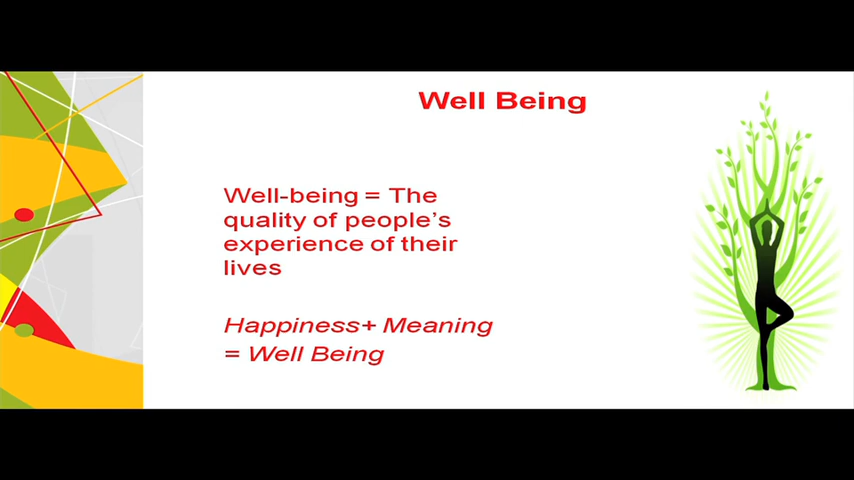 Well Being
Well-being = The
quality of people’s
experience of their
lives
Happiness+ Meaning
= Well Being